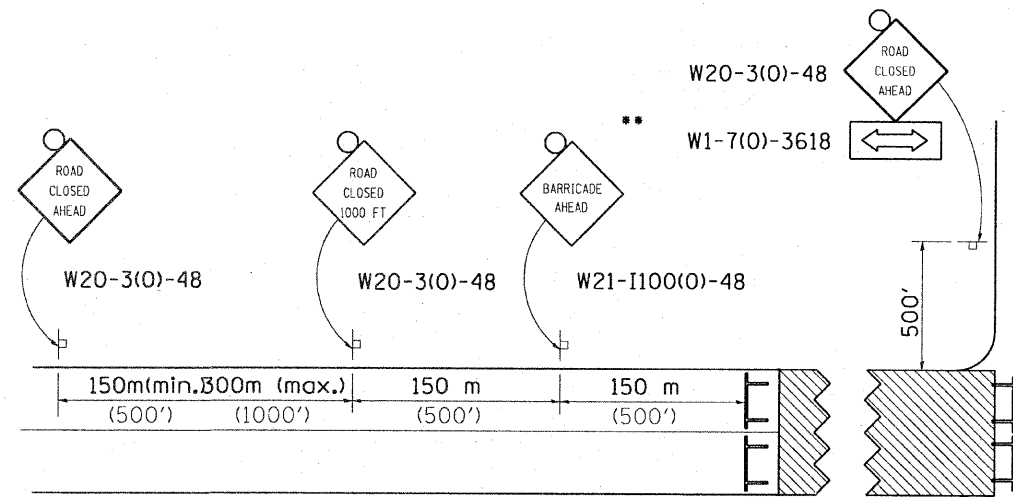 ROAD
CLOSED
AHEAD
W20-3(O)-48
**
W1-7(O)-3618
ROAD
CLOSED
AHEAD
W20-3(O)-48
ROAD
CLOSED
1000 FT
W20-3(O)-48
BARRICADE
AHEAD
W21-I100(O)-48
500'
150m(min.)300m (max.) 150 m 150 m
(500') (1000') (500') (500')